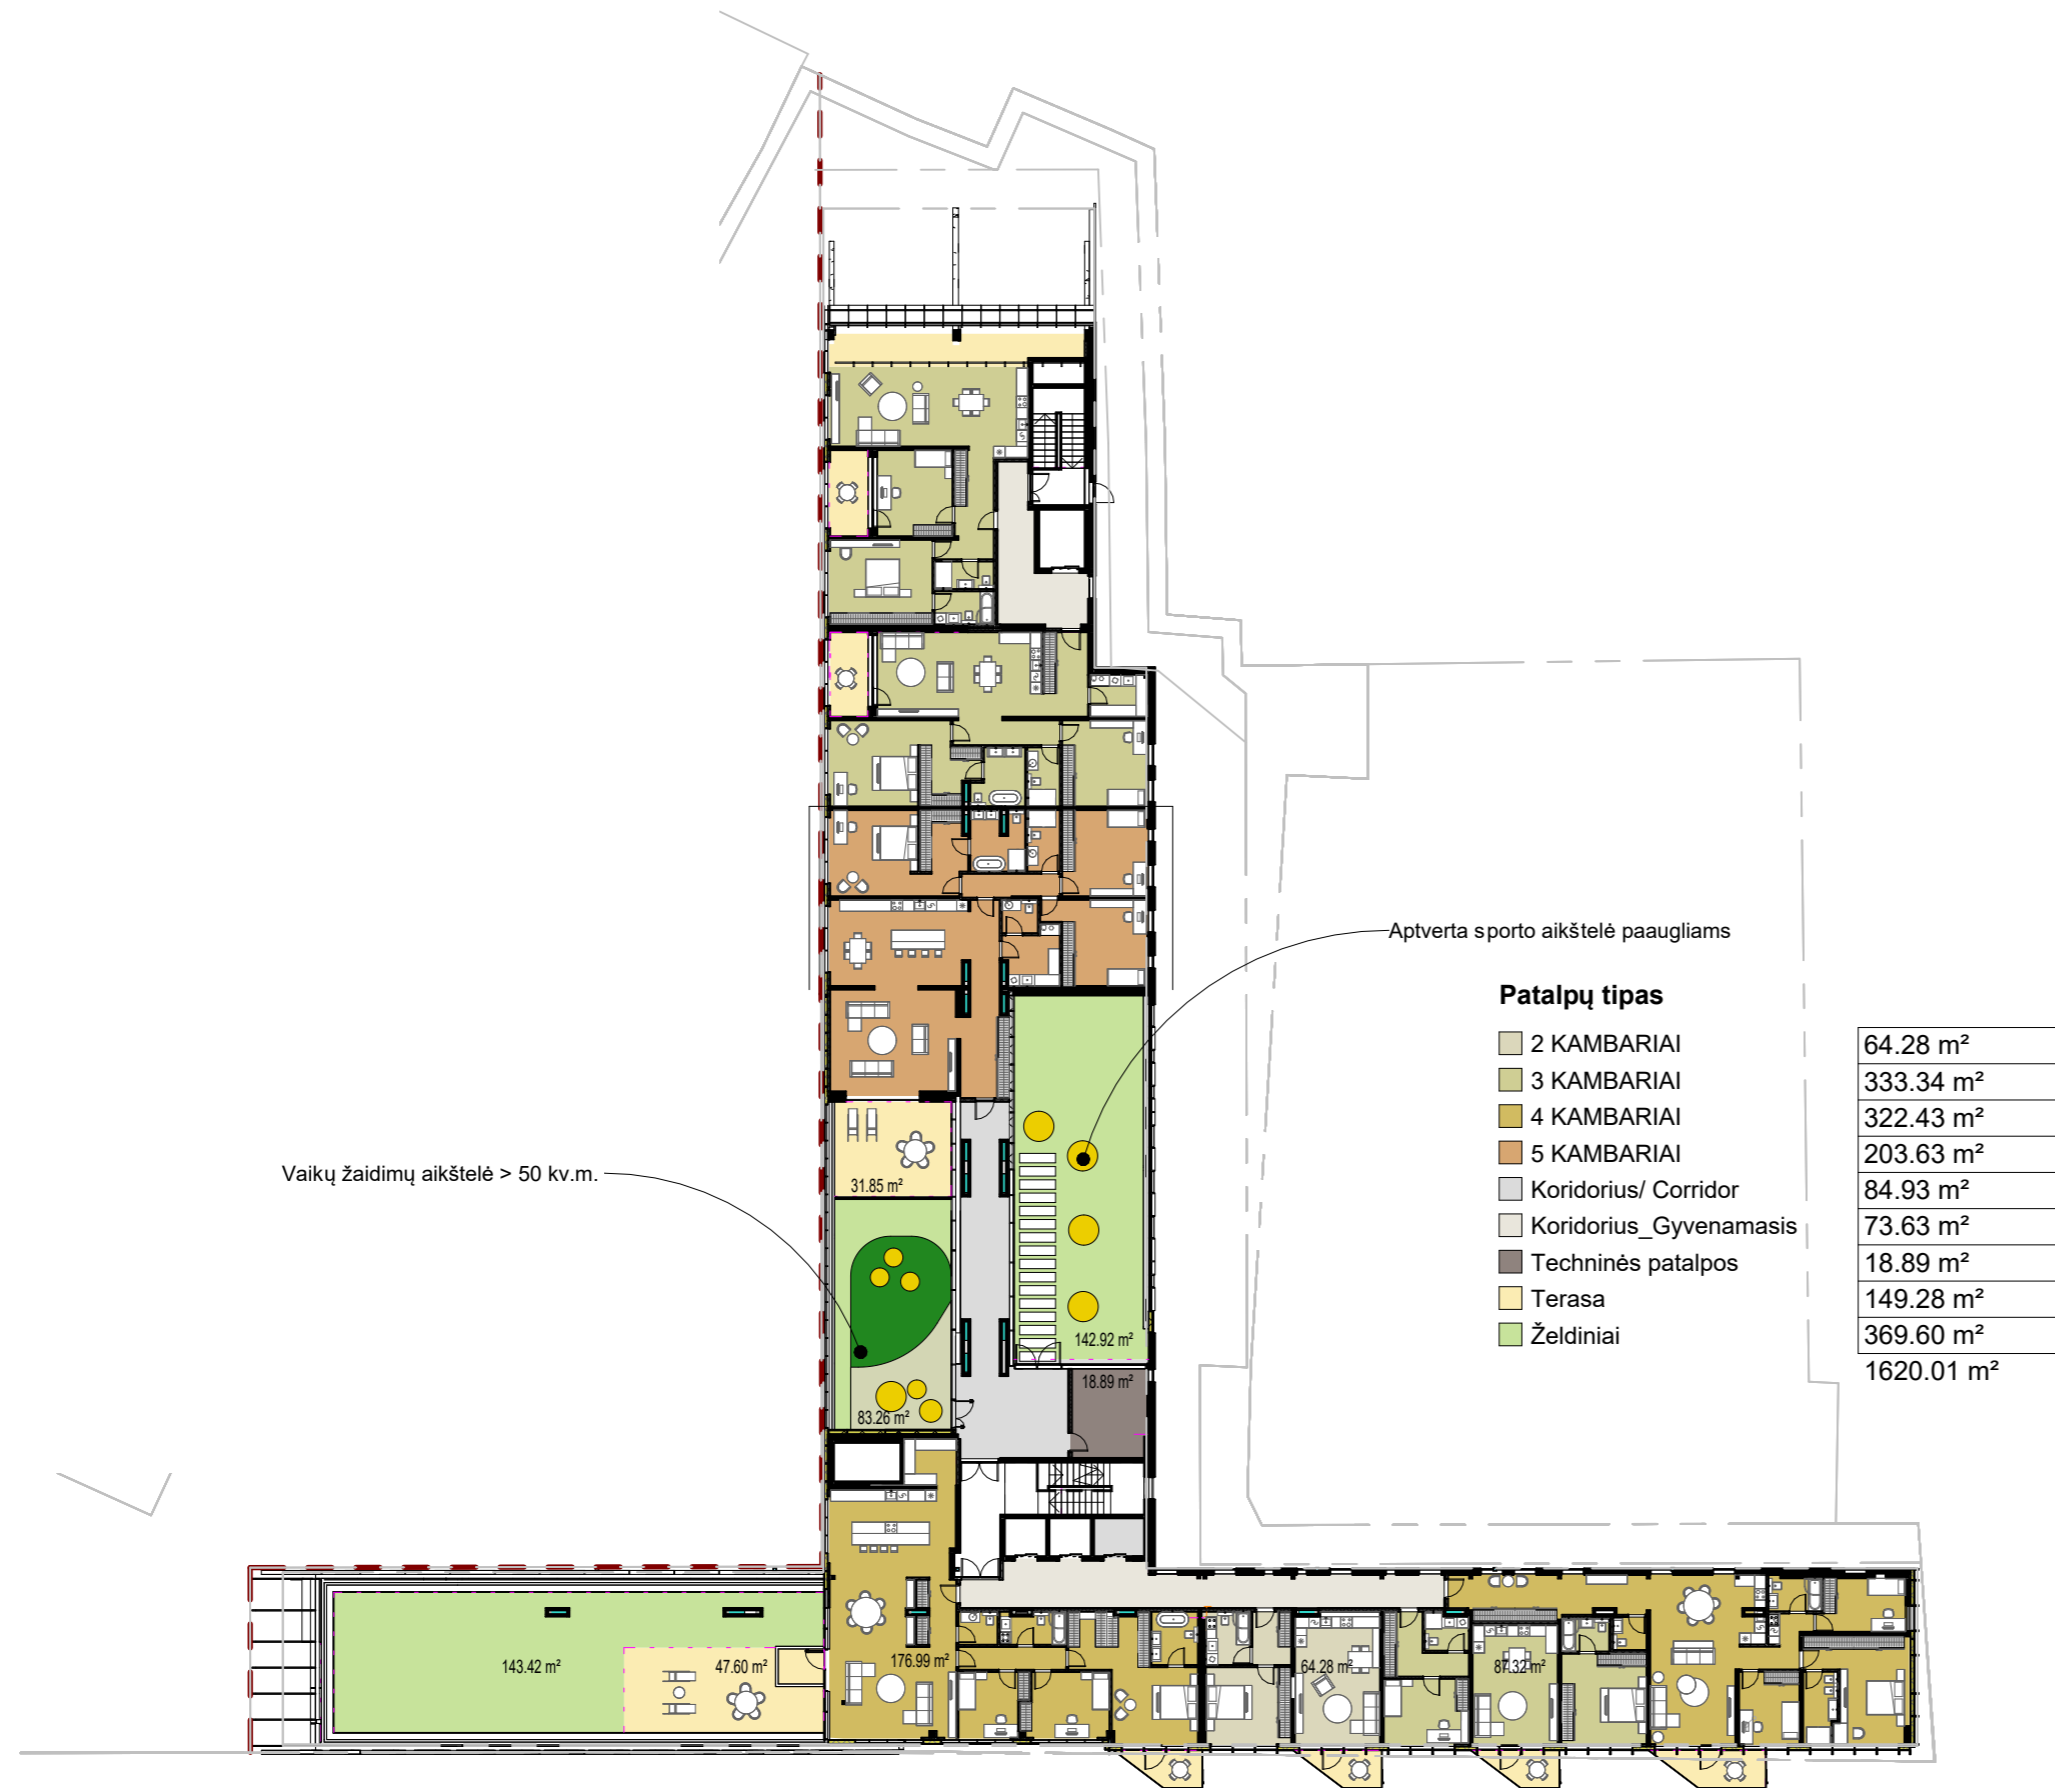 Aptverta sporto aikštelė paaugliams
Patalpų tipas
2 KAMBARIAI 64.28 m²
3 KAMBARIAI 333.34 m²
4 KAMBARIAI 322.43 m²
5 KAMBARIAI 203.63 m²
Koridorius/ Corridor 84.93 m²
Koridorius_Gyvenamasis 73.63 m²
Techninės patalpos 18.89 m²
Terasa 149.28 m²
Želdiniai 369.60 m²
1620.01 m²
Vaikų žaidimų aikštelė > 50 kv.m.
31.85 m²
142.92 m²
18.89 m²
83.26 m²
143.42 m²
47.60 m²
176.99 m²
64.28 m²
87.32 m²